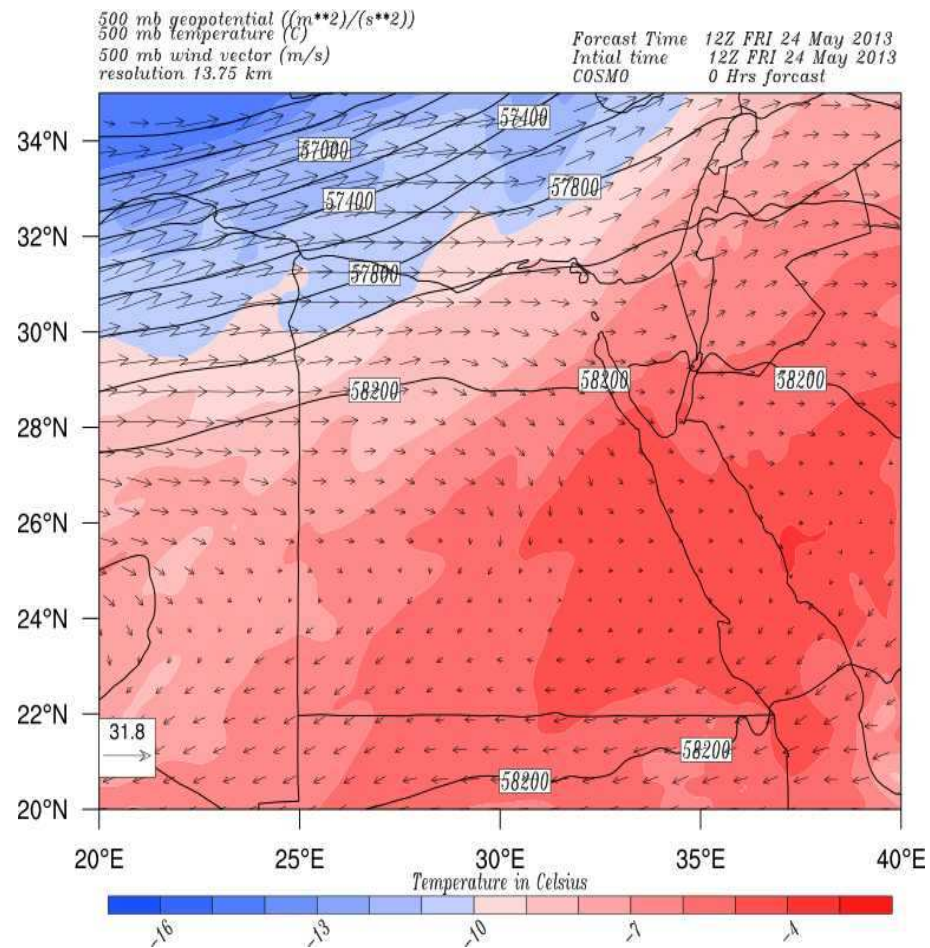 500 mb geopotential ((m**2)/(s**2))
500 mb temperature (C)
500 mb wind vector (m/s)
resolution 13.75 km
Forcast Time 12Z FRI 24 May 2013
Intial time 12Z FRI 24 May 2013
COSMO 0 Hrs forcast
34°N
32°N
30°N
28°N
26°N
24°N
22°N
20°N
57400
57000
57800
57400
57800
58200
58200
58200
31.8
58200
58200
20°E
25°E
30°E
35°E
40°E
Temperature in Celsius
-16
-13
-10
-7
-4